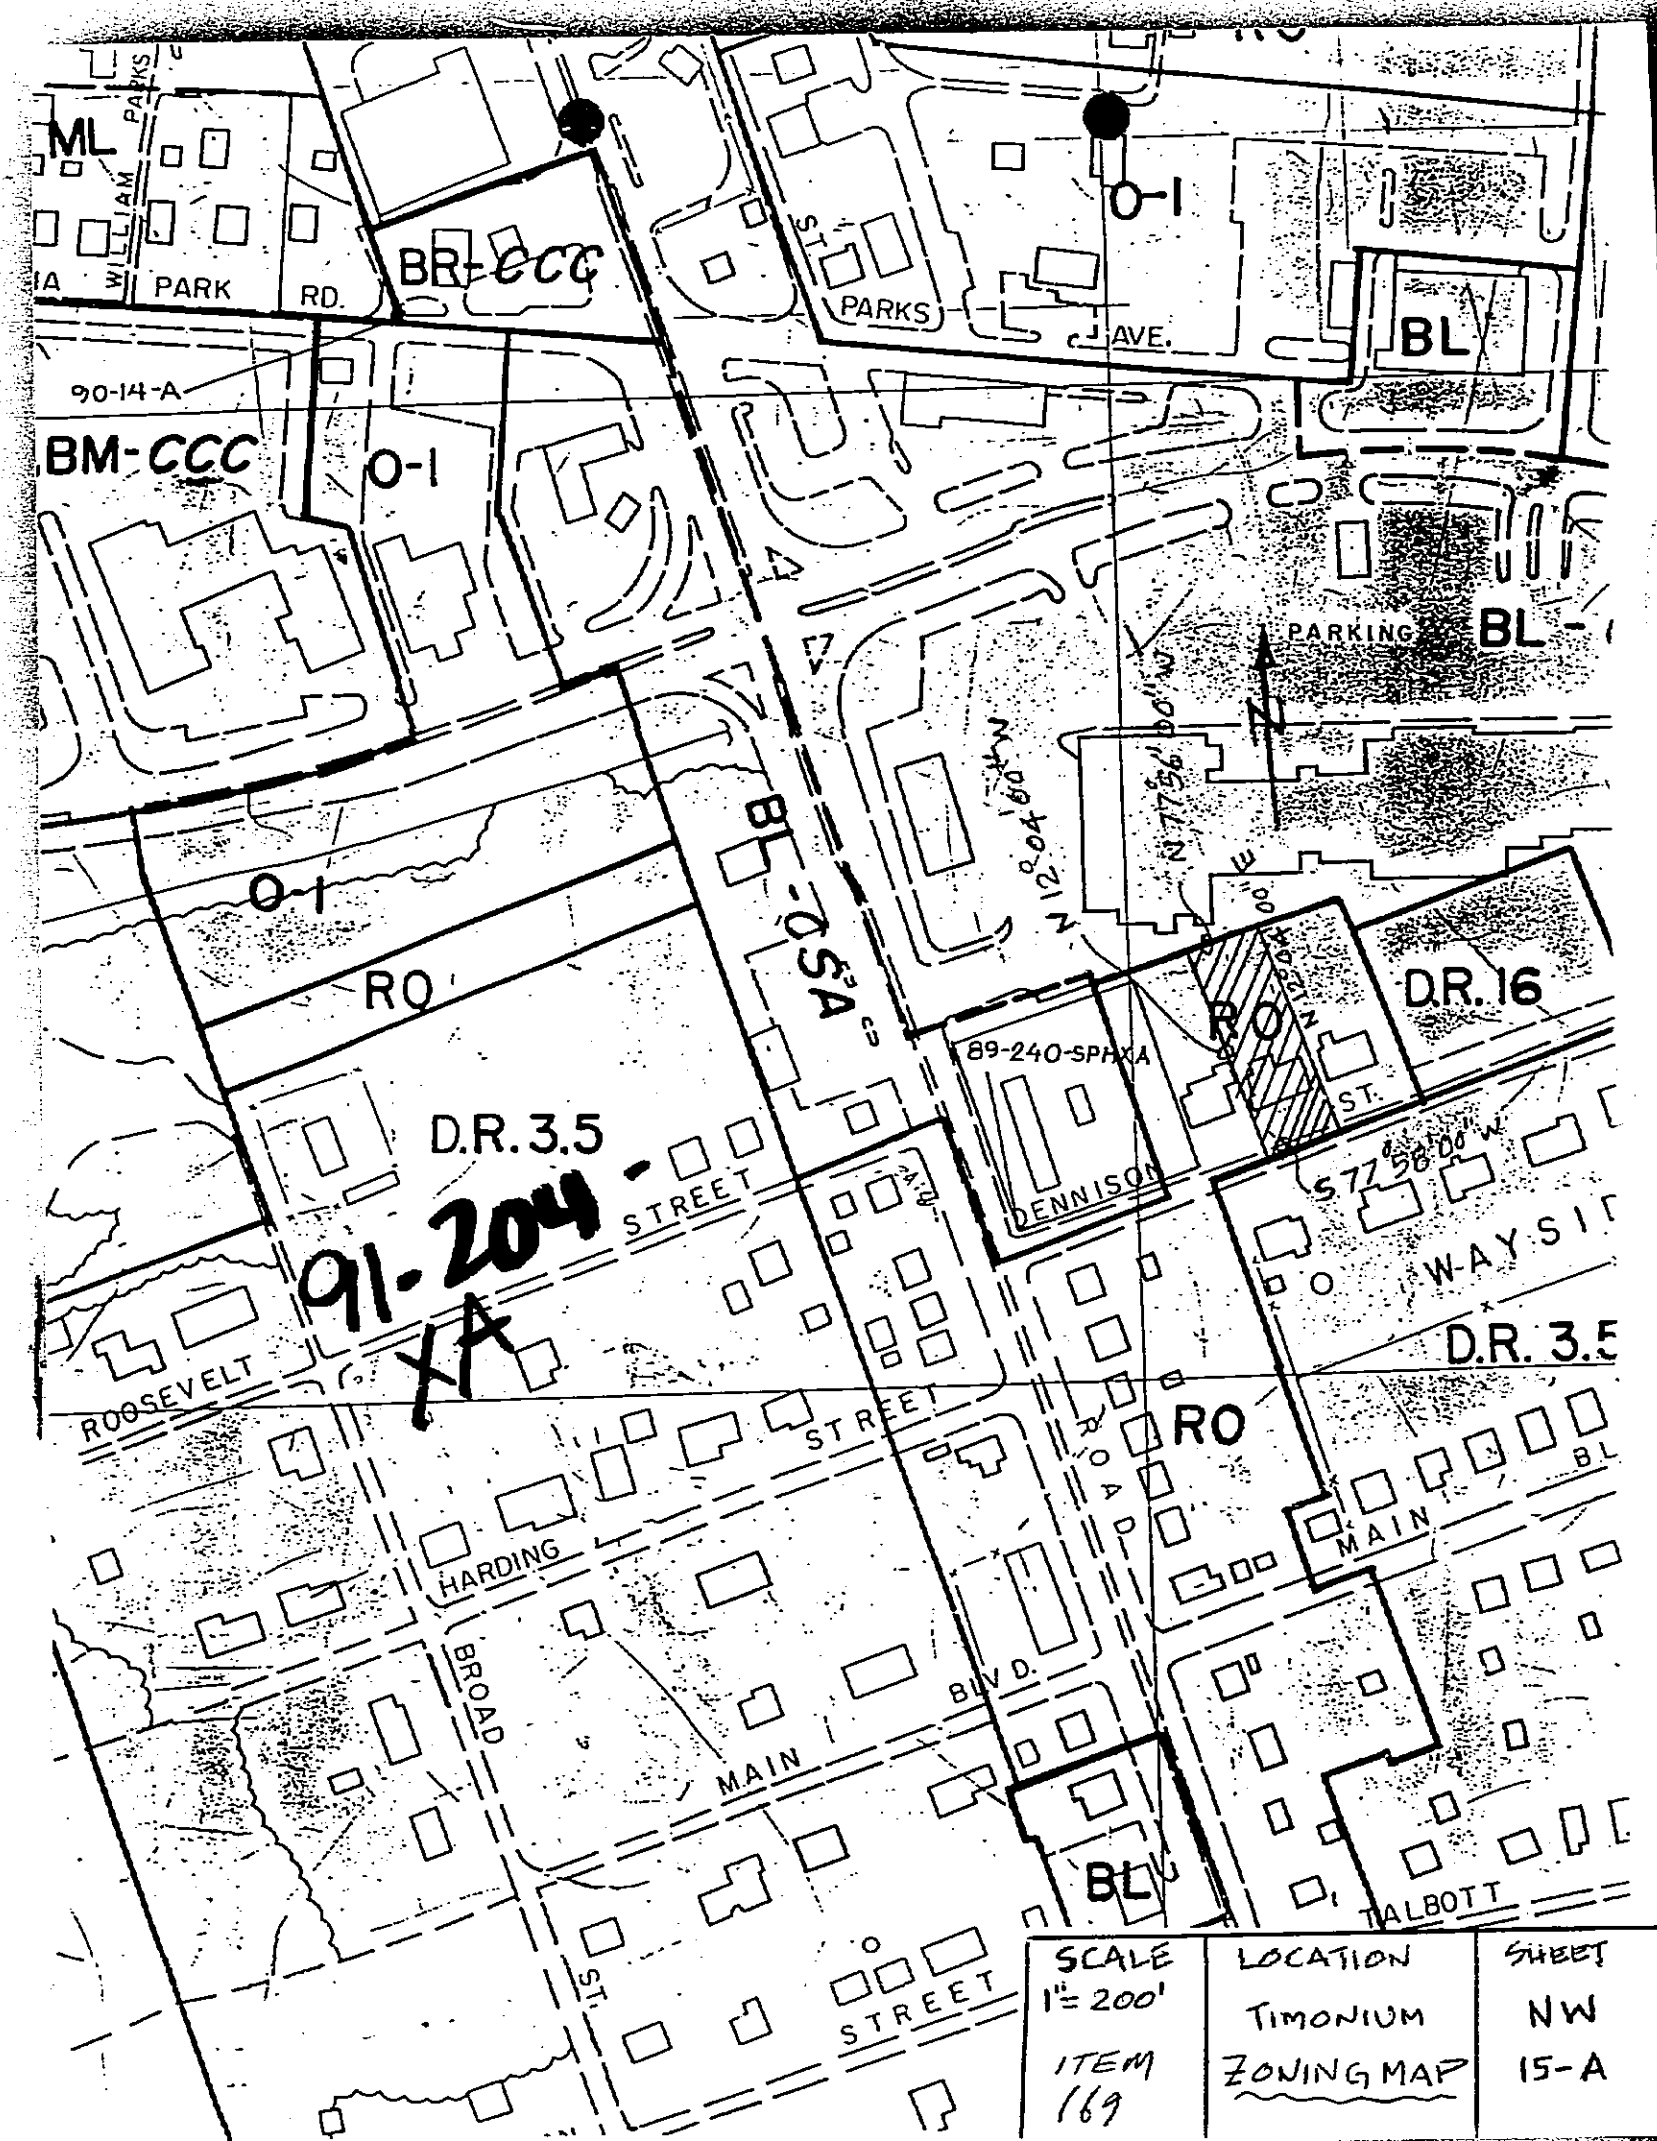 ML
PARKS
WILLIAM
PARK
RD.
BR-CCC
ST.
PARKS
AVE.
O-1
BL
90-14-A
BM-CCC
O-1
PARKING
BL -
N
N 12°04'00" W
N 77°56'00" W
N 12°04'00" E
BL-CSA
O-1
RO
RO
D.R. 16
89-240-SPHXA
ST.
DENNISON
S 77°58'00" W
D.R. 3.5
91-204-
XA
STREET
ROOSEVELT
WAYSI
D.R. 3.5
STREET
ROAD
RO
HARDING
MAIN
BL
BROAD
BLVD.
MAIN
BL
ST.
STREET
TALBOTT
SCALE
1"= 200'
ITEM
169
LOCATION
TIMONIUM
ZONING MAP
SHEET
NW
15-A